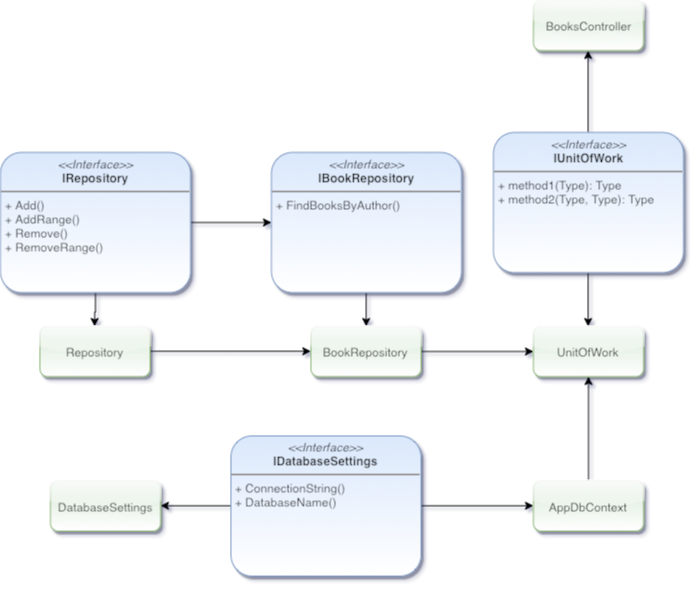 BooksController
<<Interface>>
IUnitOfWork
+ method1(Type): Type
+ method2(Type, Type): Type
<<Interface>>
IRepository
+ Add()
+ AddRange()
+ Remove()
+ RemoveRange()
<<Interface>>
IBookRepository
+ FindBooksByAuthor()
Repository
BookRepository
UnitOfWork
<<Interface>>
IDatabaseSettings
+ ConnectionString()
+ DatabaseName()
DatabaseSettings
AppDbContext